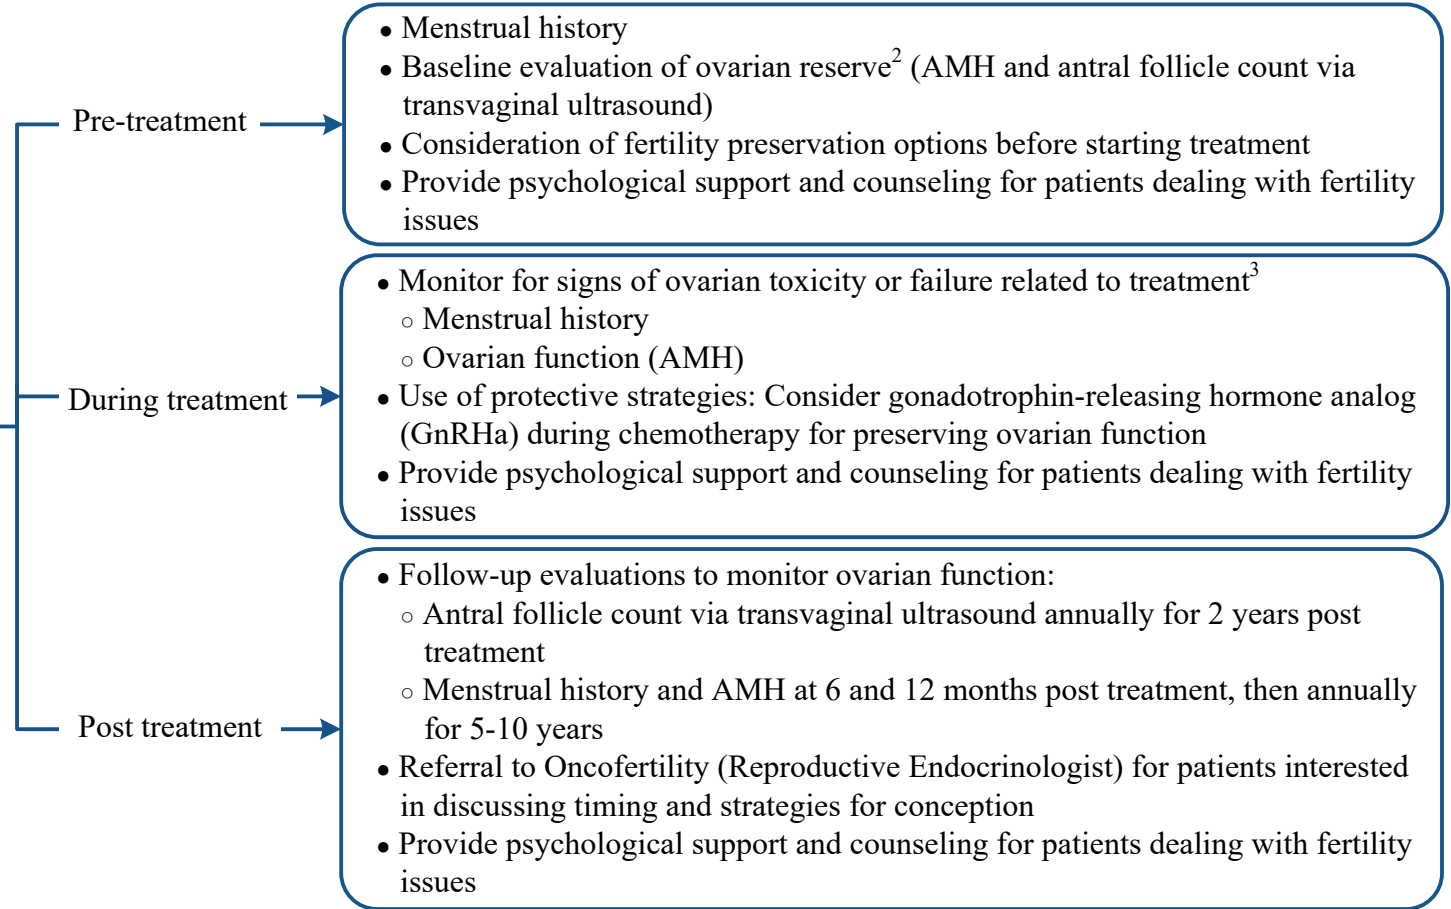 Pre-treatment
• Menstrual history
• Baseline evaluation of ovarian reserve² (AMH and antral follicle count via
transvaginal ultrasound)
• Consideration of fertility preservation options before starting treatment
• Provide psychological support and counseling for patients dealing with fertility
issues
During treatment
• Monitor for signs of ovarian toxicity or failure related to treatment³
○ Menstrual history
○ Ovarian function (AMH)
• Use of protective strategies: Consider gonadotrophin-releasing hormone analog
(GnRHa) during chemotherapy for preserving ovarian function
• Provide psychological support and counseling for patients dealing with fertility
issues
Post treatment
• Follow-up evaluations to monitor ovarian function:
○ Antral follicle count via transvaginal ultrasound annually for 2 years post
treatment
○ Menstrual history and AMH at 6 and 12 months post treatment, then annually
for 5-10 years
• Referral to Oncofertility (Reproductive Endocrinologist) for patients interested
in discussing timing and strategies for conception
• Provide psychological support and counseling for patients dealing with fertility
issues